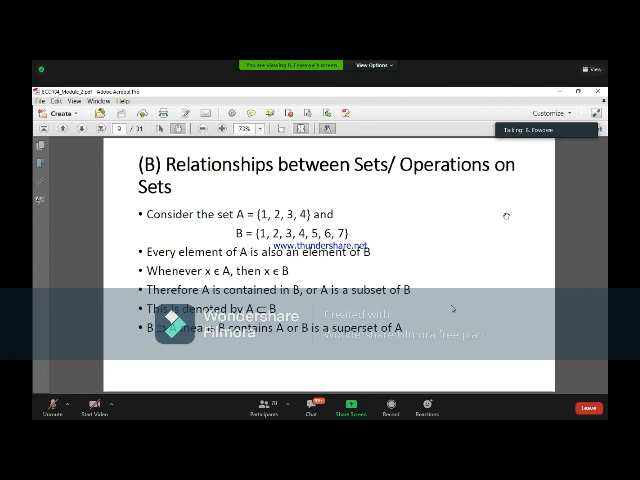 You are viewing B. Fowowe's screen
View Options
View
ECO104_Module_2.pdf - Adobe Acrobat Pro
File Edit View Window Help
Create
Customize
9 / 31
73%
Talking: B. Fowowe
(B) Relationships between Sets/ Operations on
Sets
• Consider the set A = {1, 2, 3, 4} and
B = {1, 2, 3, 4, 5, 6, 7}
www.thundershare.net
• Every element of A is also an element of B
• Whenever x ϵ A, then x ϵ B
• Therefore A is contained in B, or A is a subset of B
• This is denoted by A ⊂ B
• B ⊃ A B contains A or B is a superset of A
Wondershare
Filmora
Created with
Wondershare Filmora free plan
Unmute
Start Video
Participants
78
Chat
99+
Share Screen
Record
Reactions
Leave